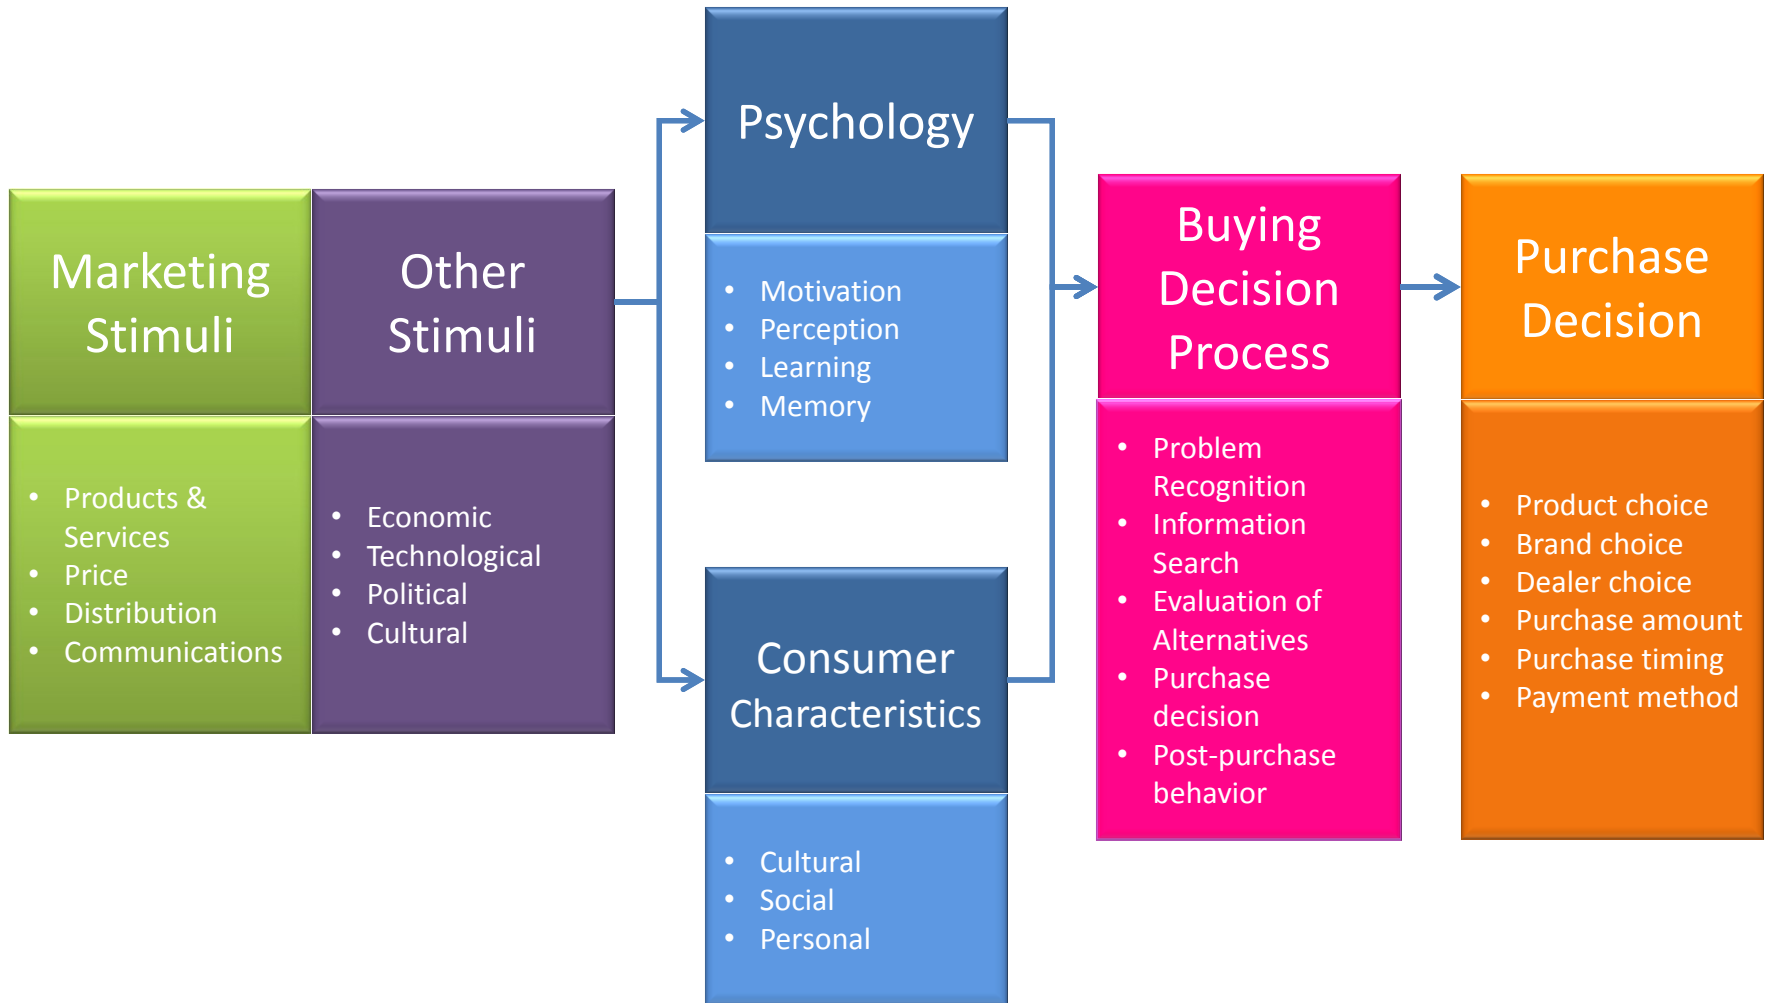 Marketing
Stimuli
• Products &
Services
• Price
• Distribution
• Communications
Other
Stimuli
• Economic
• Technological
• Political
• Cultural
Psychology
• Motivation
• Perception
• Learning
• Memory
Consumer
Characteristics
• Cultural
• Social
• Personal
Buying
Decision
Process
• Problem
Recognition
• Information
Search
• Evaluation of
Alternatives
• Purchase
decision
• Post-purchase
behavior
Purchase
Decision
• Product choice
• Brand choice
• Dealer choice
• Purchase amount
• Purchase timing
• Payment method